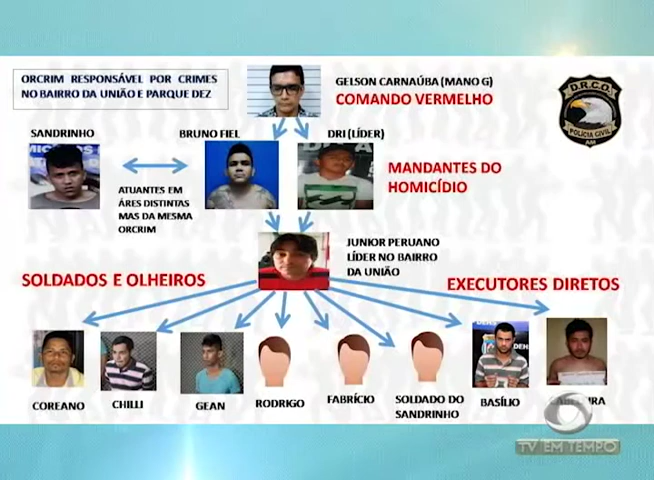 ORCRIM RESPONSÁVEL POR CRIMES
NO BAIRRO DA UNIÃO E PARQUE DEZ
GELSON CARNAÚBA (MANO G)
COMANDO VERMELHO
D.R.C.O.
POLÍCIA CIVIL
AM
SANDRINHO
BRUNO FIEL
DRI (LÍDER)
MANDANTES DO
HOMICÍDIO
ATUANTES EM
ÁRES DISTINTAS
MAS DA MESMA
ORCRIM
JUNIOR PERUANO
LÍDER NO BAIRRO
DA UNIÃO
SOLDADOS E OLHEIROS
EXECUTORES DIRETOS
COREANO
CHILLI
GEAN
RODRIGO
FABRÍCIO
SOLDADO DO
SANDRINHO
BASÍLIO
TV EM TEMPO